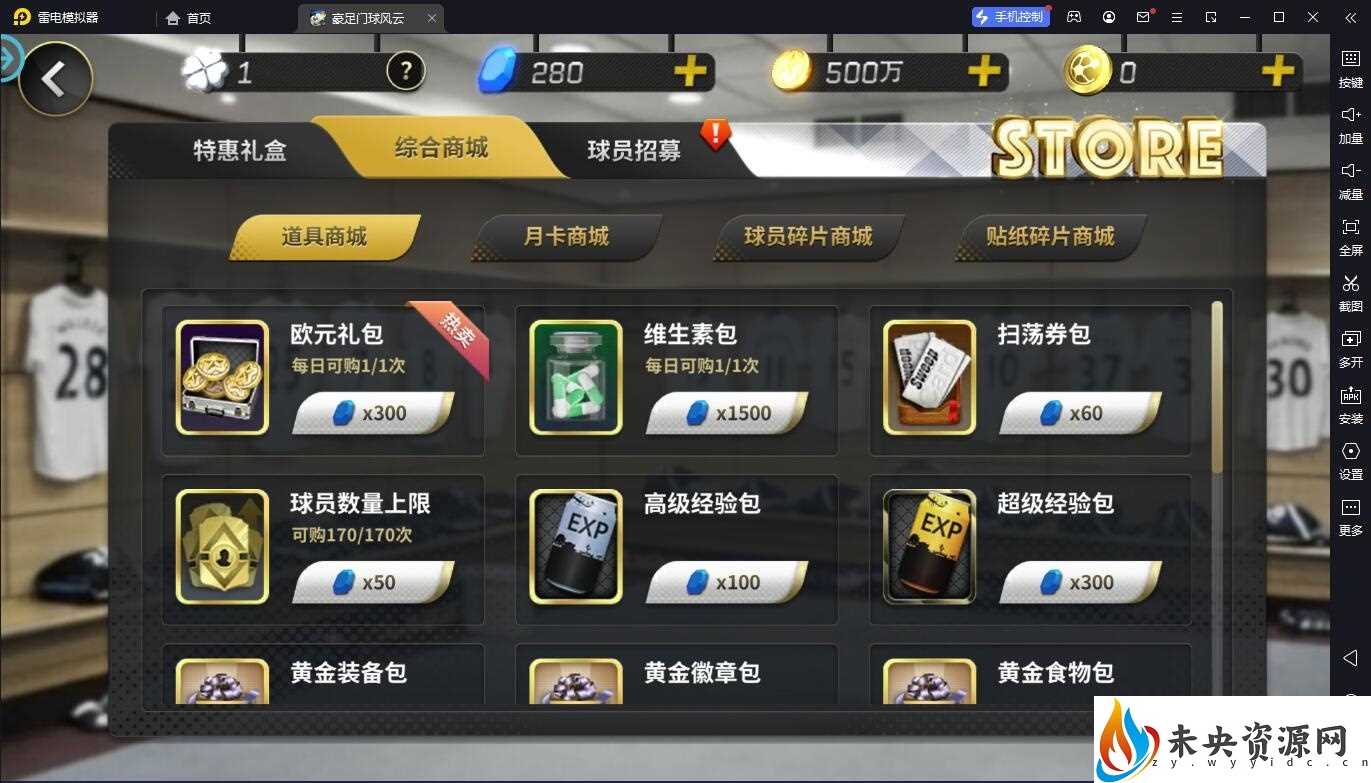 雷电模拟器
首页
豪足门球风云
手机控制
1
?
280
500万
0
按键
加量
减量
全屏
截图
多开
安装
设置
更多
特惠礼盒
综合商城
球员招募
!
STORE
道具商城
月卡商城
球员碎片商城
贴纸碎片商城
欧元礼包
热卖
每日可购1/1次
x300
维生素包
每日可购1/1次
x1500
扫荡券包
x60
28
30
球员数量上限
可购170/170次
x50
EXP
高级经验包
x100
EXP
超级经验包
x300
黄金装备包
黄金徽章包
黄金食物包
未央资源网
zy.wyyidc.cn